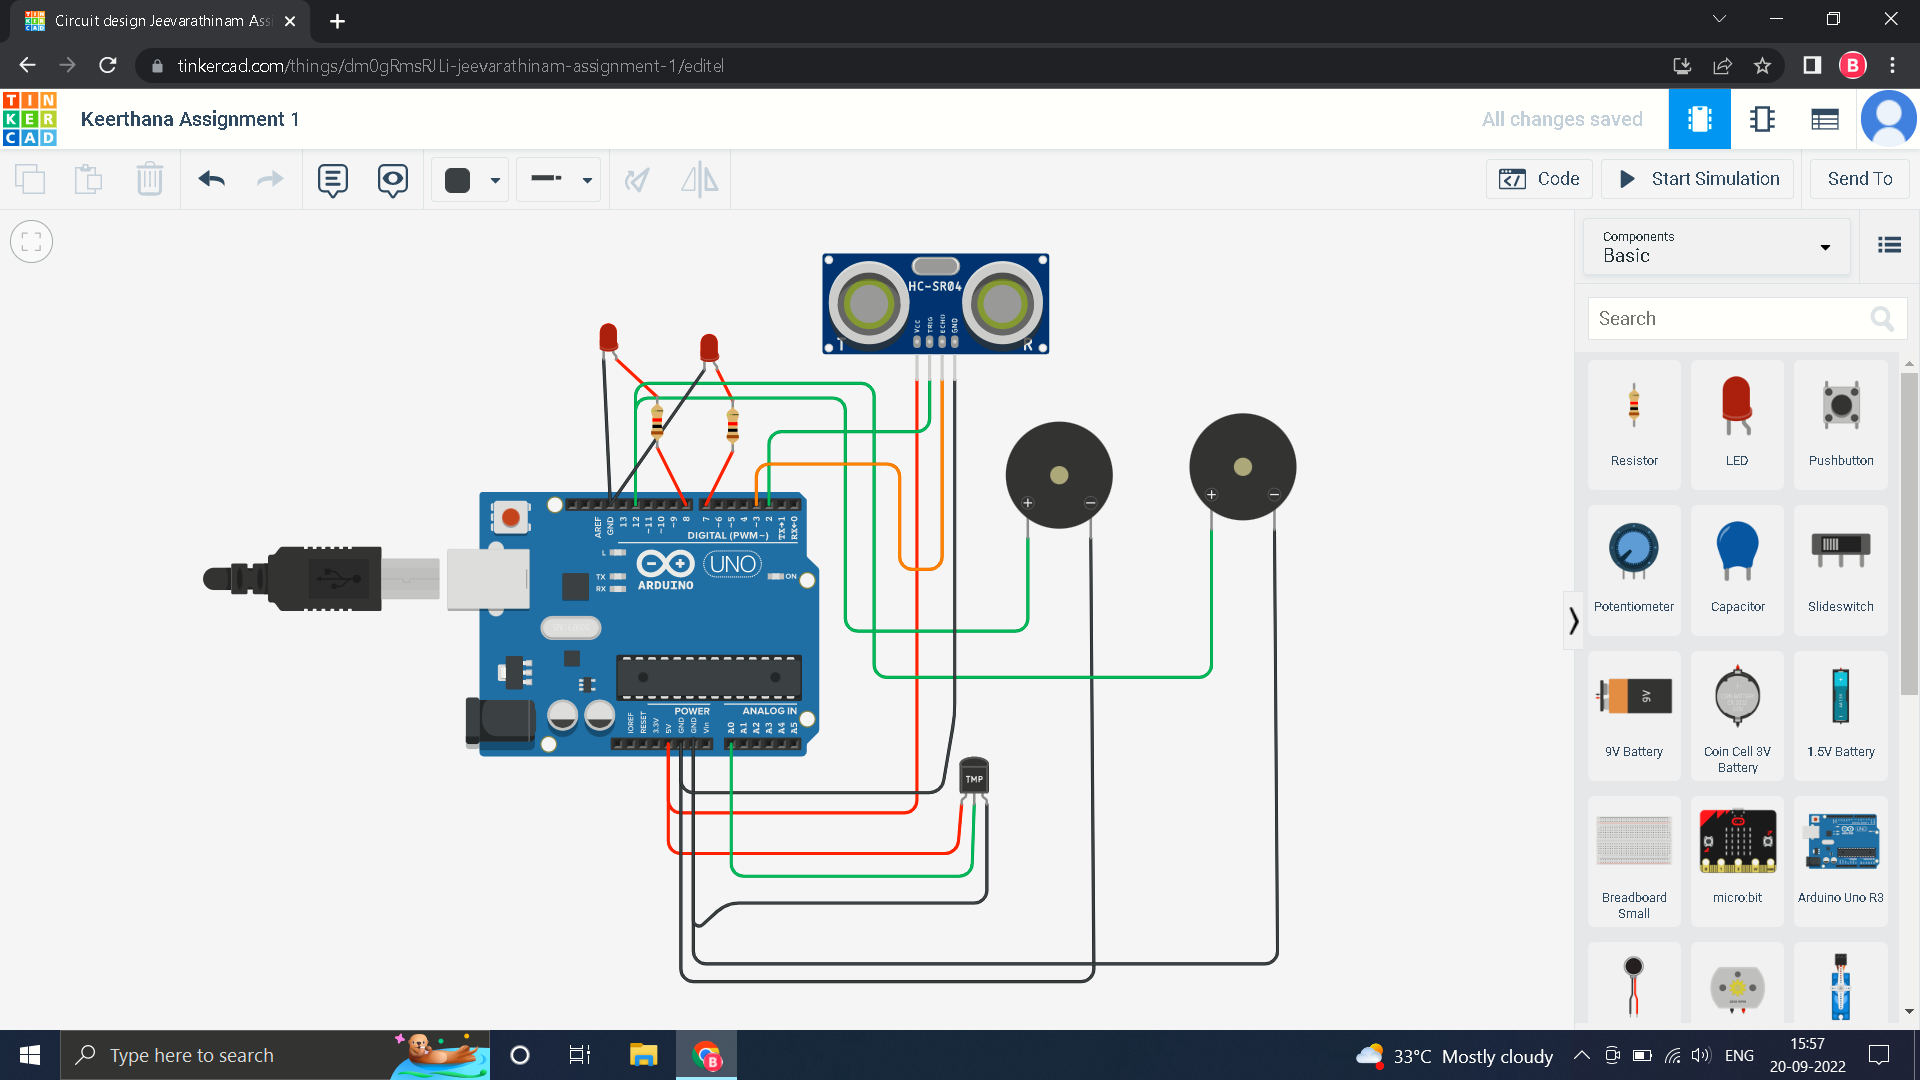 Circuit design Jeevarathinam Ass
tinkercad.com/things/dm0gRmsRJLi-jeevarathinam-assignment-1/editel
B
TIN
KER
CAD
Keerthana Assignment 1
All changes saved
Code
Start Simulation
Send To
Components
Basic
Search
Resistor
LED
Pushbutton
Potentiometer
Capacitor
Slideswitch
9V
9V Battery
Coin Cell 3V
Battery
1.5V Battery
Breadboard
Small
micro:bit
Arduino Uno R3
HC-SR04
VCC
TRIG
ECHO
GND
T
R
AREF
GND
13
12
~11
~10
~9
8
7
~6
~5
4
~3
2
TX→1
RX←0
DIGITAL (PWM~)
L
TX
RX
ARDUINO
UNO
ON
POWER
ANALOG IN
IOREF
RESET
3.3V
5V
GND
GND
Vin
A0
A1
A2
A3
A4
A5
TMP
Type here to search
B
33°C Mostly cloudy
ENG
15:57
20-09-2022